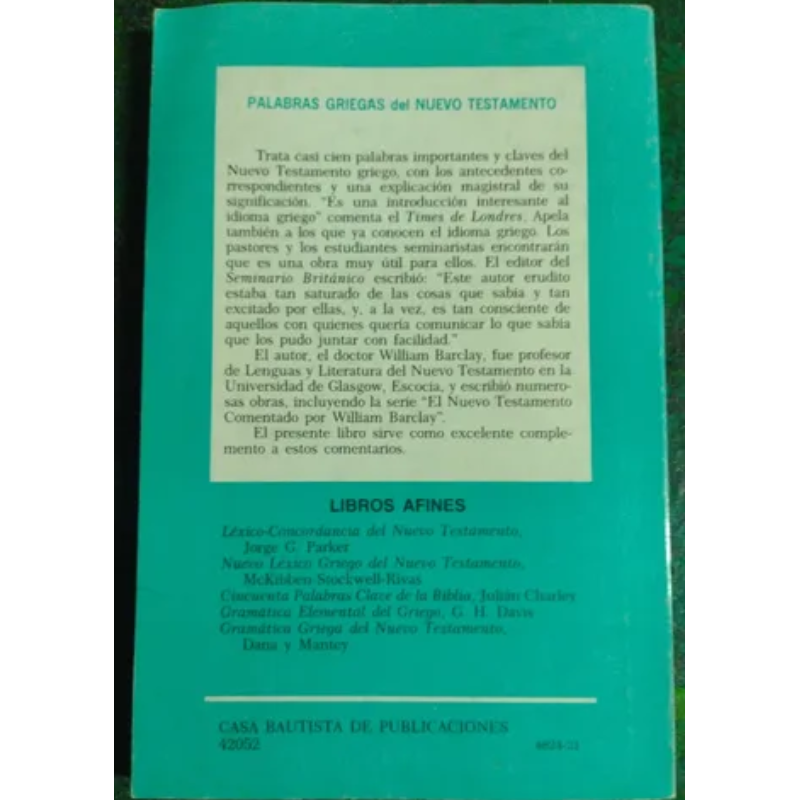 PALABRAS GRIEGAS del NUEVO TESTAMENTO
Trata casi cien palabras importantes y claves del
Nuevo Testamento griego, con los antecedentes co-
rrespondientes y una explicación magistral de su
significación. "Es una introducción interesante al
idioma griego" comenta el Times de Londres. Apela
también a los que ya conocen el idioma griego. Los
pastores y los estudiantes seminaristas encontrarán
que es una obra muy útil para ellos. El editor del
Seminario Británico escribió: "Este autor erudito
estaba tan saturado de las cosas que sabía y tan
excitado por ellas, y, a la vez, es tan consciente de
aquellos con quienes quería comunicar lo que sabía
que los pudo juntar con facilidad."
El autor, el doctor William Barclay, fue profesor
de Lenguas y Literatura del Nuevo Testamento en la
Universidad de Glasgow, Escocia, y escribió numero-
sas obras, incluyendo la serie "El Nuevo Testamento
Comentado por William Barclay".
El presente libro sirve como excelente comple-
mento a estos comentarios.
LIBROS AFINES
Léxico-Concordancia del Nuevo Testamento,
Jorge G. Parker
Nuevo Léxico Griego del Nuevo Testamento,
McKibben-Stockwell-Rivas
Cincuenta Palabras Clave de la Biblia, Julián Charley
Gramática Elemental del Griego, G. H. Davis
Gramática Griega del Nuevo Testamento,
Dana y Mantey
CASA BAUTISTA DE PUBLICACIONES
42052